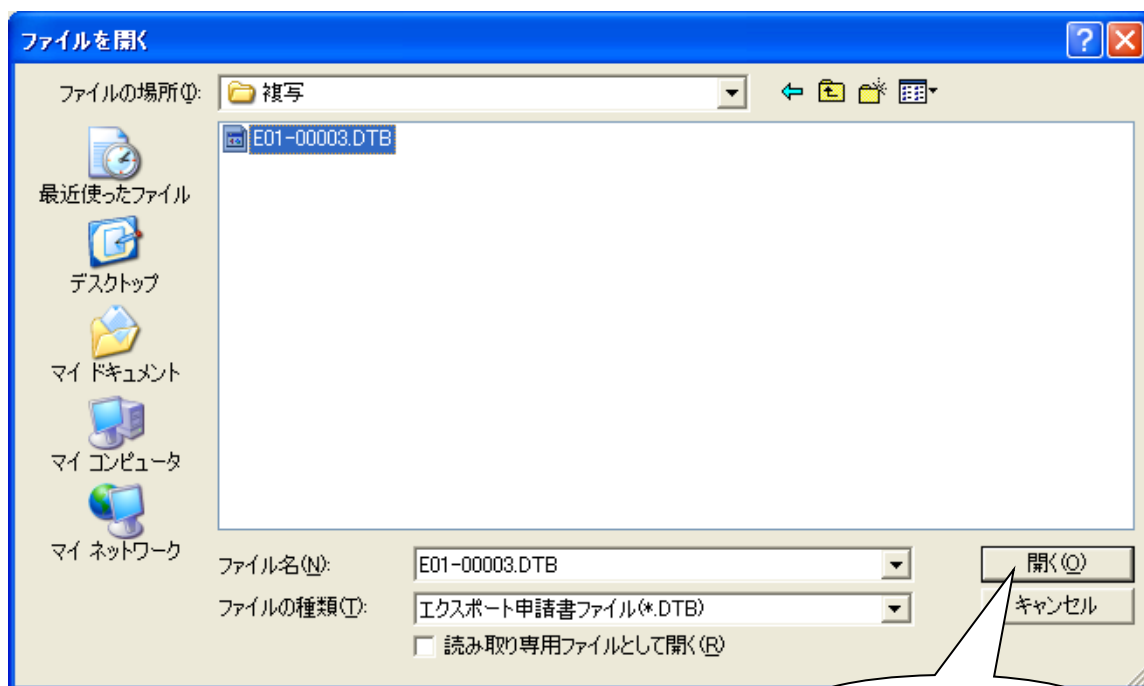 ファイルを開く
ファイルの場所(I):
複写
E01-00003.DTB
最近使ったファイル
デスクトップ
マイ ドキュメント
マイ コンピュータ
マイ ネットワーク
ファイル名(N):
E01-00003.DTB
開く(O)
ファイルの種類(T):
エクスポート申請書ファイル(*.DTB)
キャンセル
読み取り専用ファイルとして開く(R)